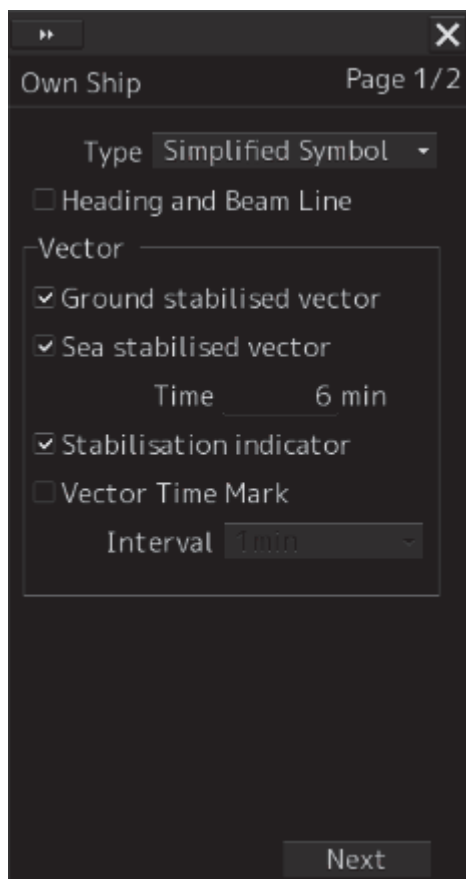 Own Ship Page 1/2
Type Simplified Symbol
Heading and Beam Line
Vector
Ground stabilised vector
Sea stabilised vector
Time 6 min
Stabilisation indicator
Vector Time Mark
Interval 1min
Next